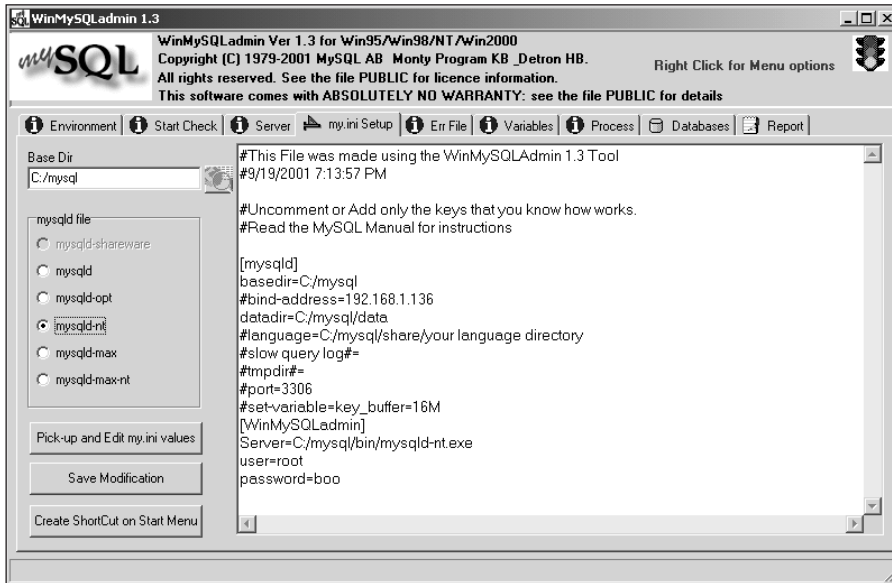 WinMySQLadmin 1.3
mySQL
WinMySQLadmin Ver 1.3 for Win95/Win98/NT/Win2000
Copyright (C) 1979-2001 MySQL AB Monty Program KB _Detron HB.
All rights reserved. See the file PUBLIC for licence information.
This software comes with ABSOLUTELY NO WARRANTY: see the file PUBLIC for details
Right Click for Menu options
Environment Start Check Server my.ini Setup Err File Variables Process Databases Report
Base Dir
C:/mysql
mysqld file
mysqld-shareware
mysqld
mysqld-opt
mysqld-nt
mysqld-max
mysqld-max-nt
Pick-up and Edit my.ini values
Save Modification
Create ShortCut on Start Menu
#This File was made using the WinMySQLAdmin 1.3 Tool
#9/19/2001 7:13:57 PM
#Uncomment or Add only the keys that you know how works.
#Read the MySQL Manual for instructions
[mysqld]
basedir=C:/mysql
#bind-address=192.168.1.136
datadir=C:/mysql/data
#language=C:/mysql/share/your language directory
#slow query log#=
#tmpdir#=
#port=3306
#set-variable=key_buffer=16M
[WinMySQLadmin]
Server=C:/mysql/bin/mysqld-nt.exe
user=root
password=boo